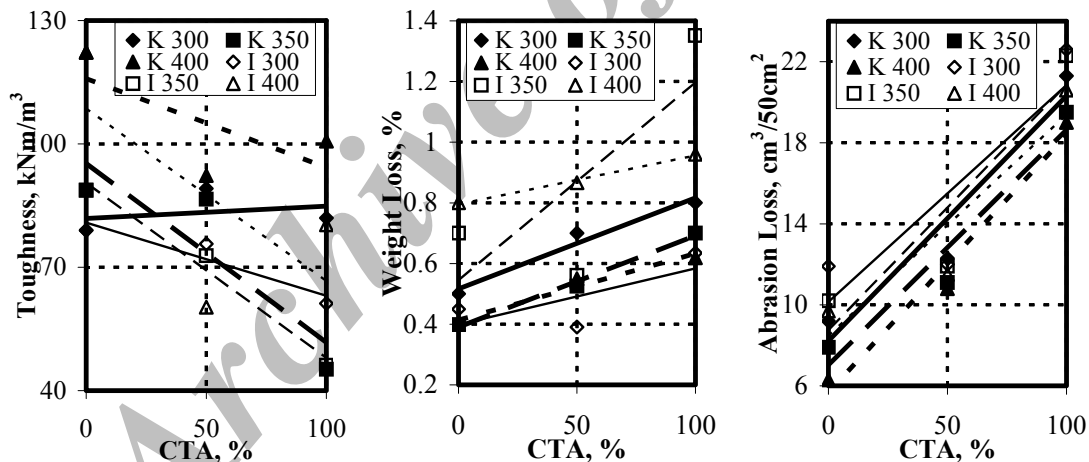 130
100
70
40
Toughness, kNm/m³
K 300 K 350
K 400 I 300
I 350 I 400
0 50 100
CTA, %
1.4
1.2
1
0.8
0.6
0.4
0.2
Weight Loss, %
K 300 K 350
K 400 I 300
I 350 I 400
0 50 100
CTA, %
22
18
14
10
6
Abrasion Loss, cm³/50cm²
K 300 K 350
K 400 I 300
I 350 I 400
0 50 100
CTA, %
Archive